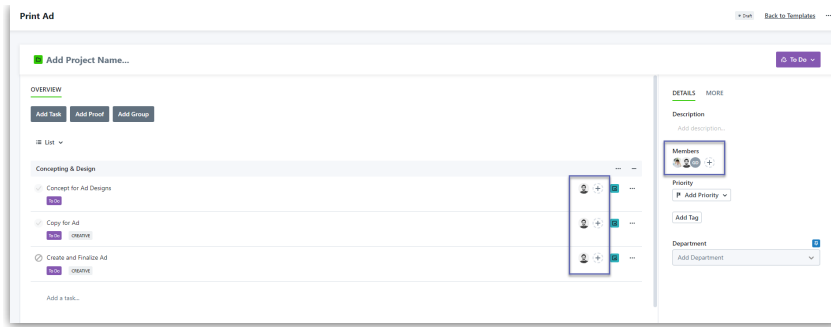 Print Ad
Draft
Back to Templates
Add Project Name...
To Do
OVERVIEW
Add Task
Add Proof
Add Group
List
Concepting & Design
Concept for Ad Designs
To Do
Copy for Ad
To Do
CREATIVE
Create and Finalize Ad
To Do
CREATIVE
Add a task...
DETAILS
MORE
Description
Add description...
Members
Priority
Add Priority
Add Tag
Department
Add Department